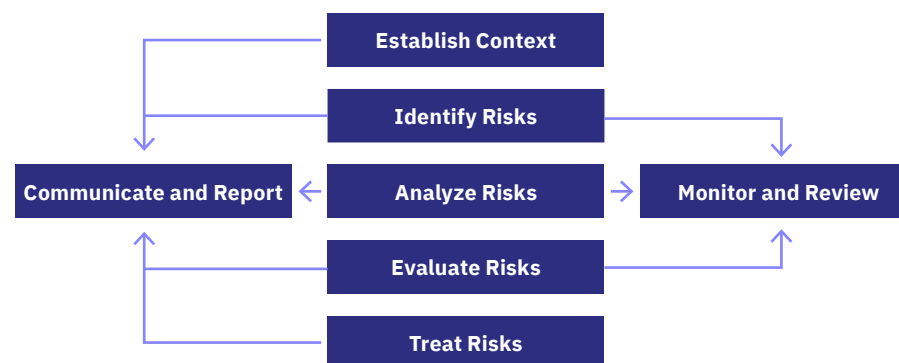 Establish Context
Identify Risks
Communicate and Report
Analyze Risks
Monitor and Review
Evaluate Risks
Treat Risks